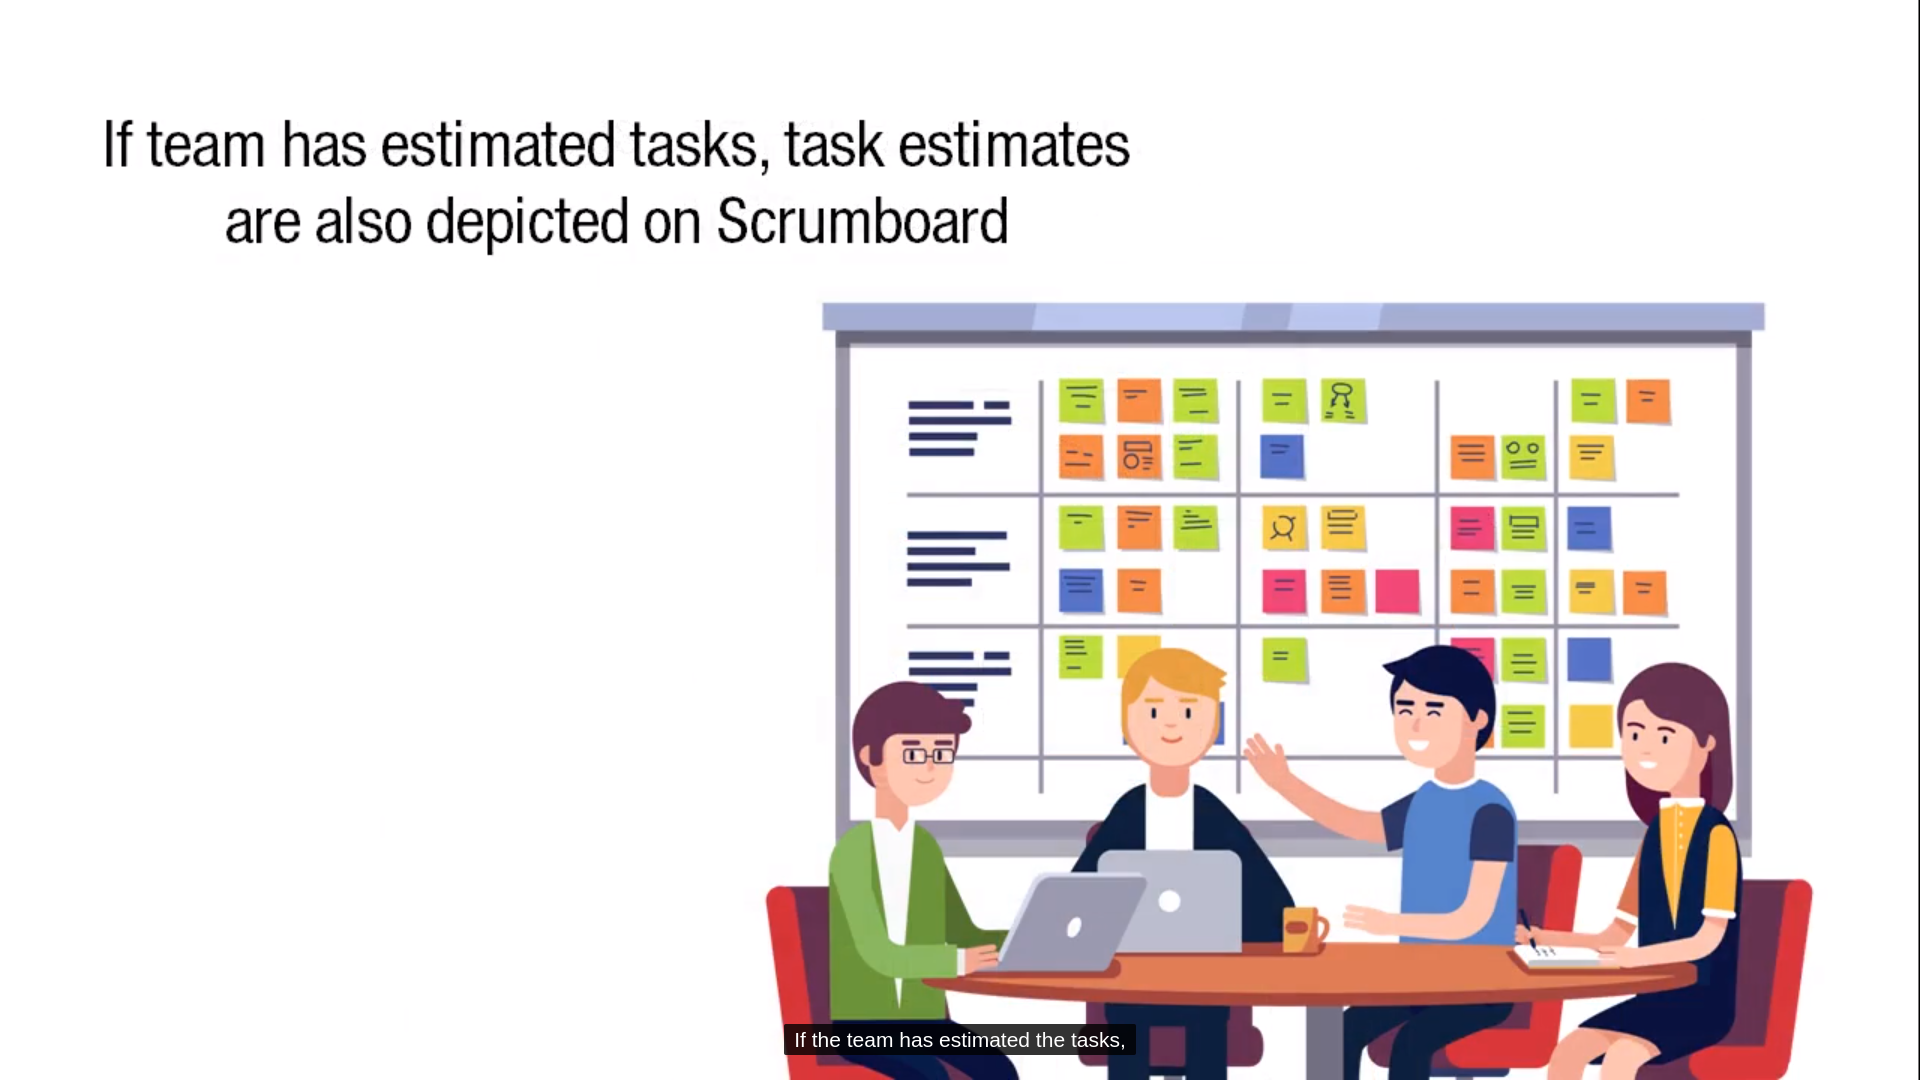 If team has estimated tasks, task estimates
are also depicted on Scrumboard
If the team has estimated the tasks,